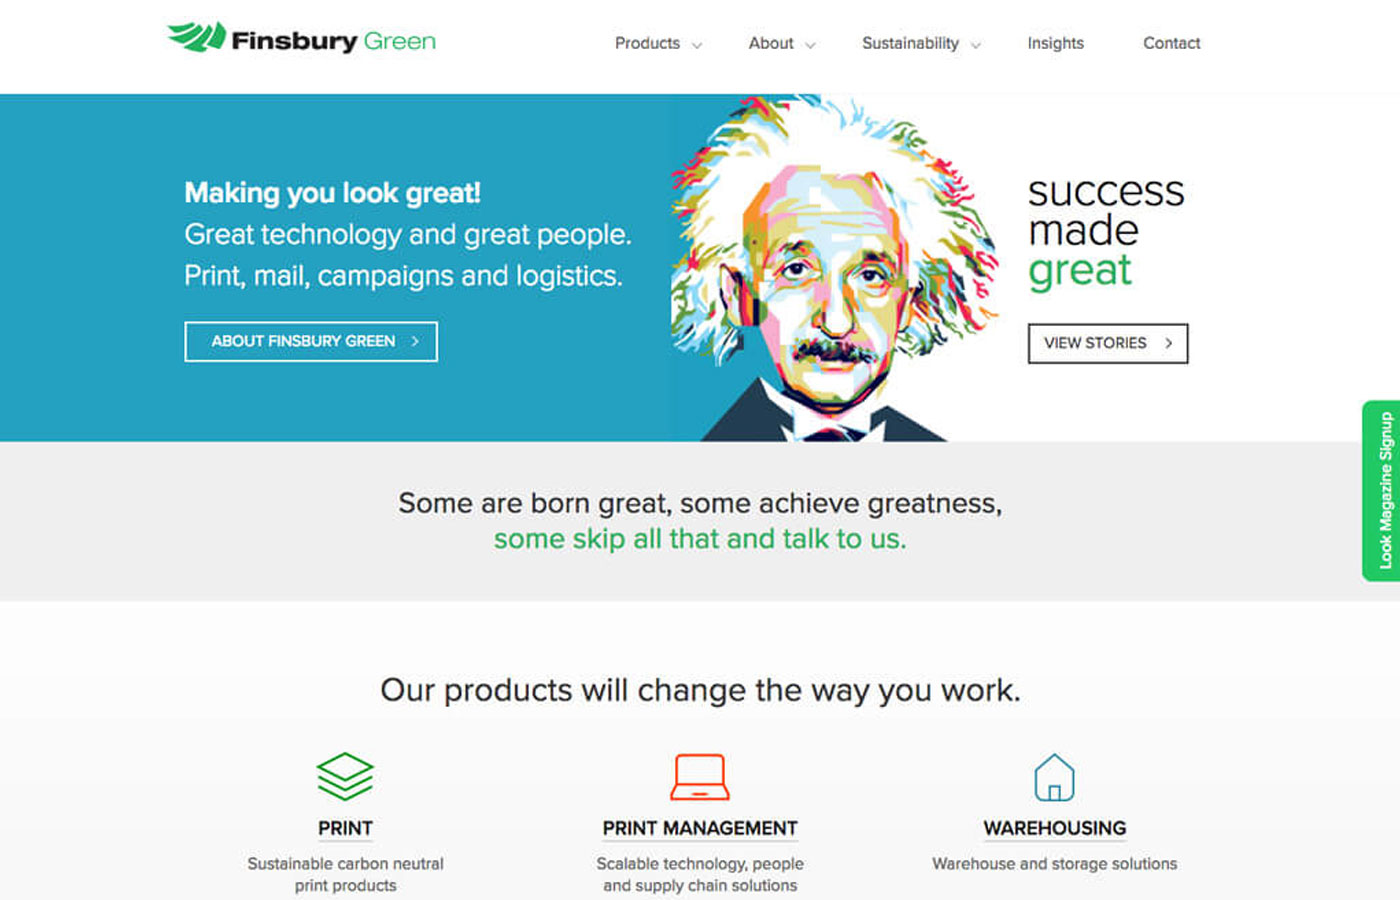 Finsbury Green
Products
About
Sustainability
Insights
Contact
Making you look great!
Great technology and great people.
Print, mail, campaigns and logistics.
ABOUT FINSBURY GREEN
success
made
great
VIEW STORIES
Look Magazine Signup
Some are born great, some achieve greatness,
some skip all that and talk to us.
Our products will change the way you work.
PRINT
Sustainable carbon neutral
print products
PRINT MANAGEMENT
Scalable technology, people
and supply chain solutions
WAREHOUSING
Warehouse and storage solutions